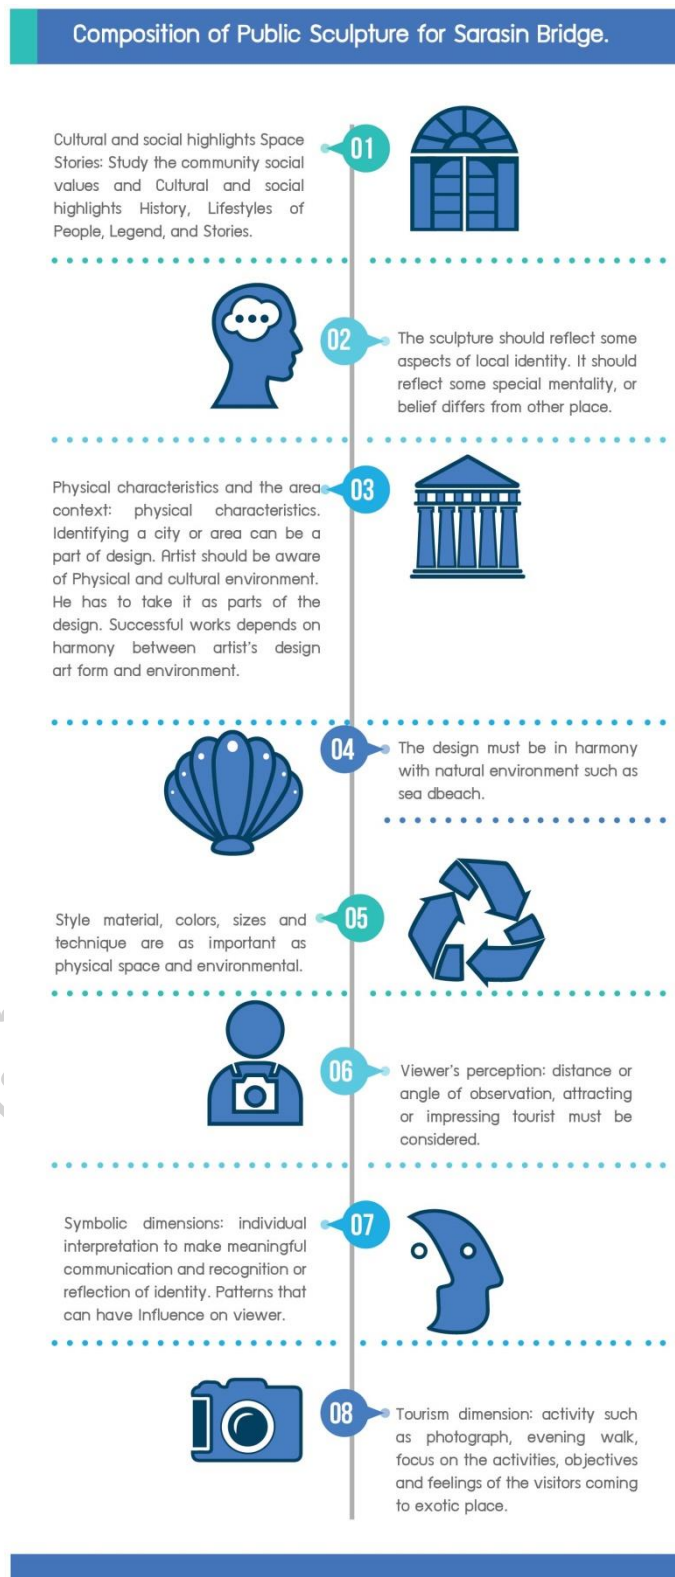 Composition of Public Sculpture for Sarasin Bridge.
01
Cultural and social highlights Space
Stories: Study the community social
values and Cultural and social
highlights History, Lifestyles of
People, Legend, and Stories.
02
The sculpture should reflect some
aspects of local identity. It should
reflect some special mentality, or
belief differs from other place.
03
Physical characteristics and the area
context: physical characteristics.
Identifying a city or area can be a
part of design. Artist should be aware
of Physical and cultural environment.
He has to take it as parts of the
design. Successful works depends on
harmony between artist's design
art form and environment.
04
The design must be in harmony
with natural environment such as
sea dbeach.
05
Style material, colors, sizes and
technique are as important as
physical space and environmental.
06
Viewer's perception: distance or
angle of observation, attracting
or impressing tourist must be
considered.
07
Symbolic dimensions: individual
interpretation to make meaningful
communication and recognition or
reflection of identity. Patterns that
can have Influence on viewer.
08
Tourism dimension: activity such
as photograph, evening walk,
focus on the activities, objectives
and feelings of the visitors coming
to exotic place.